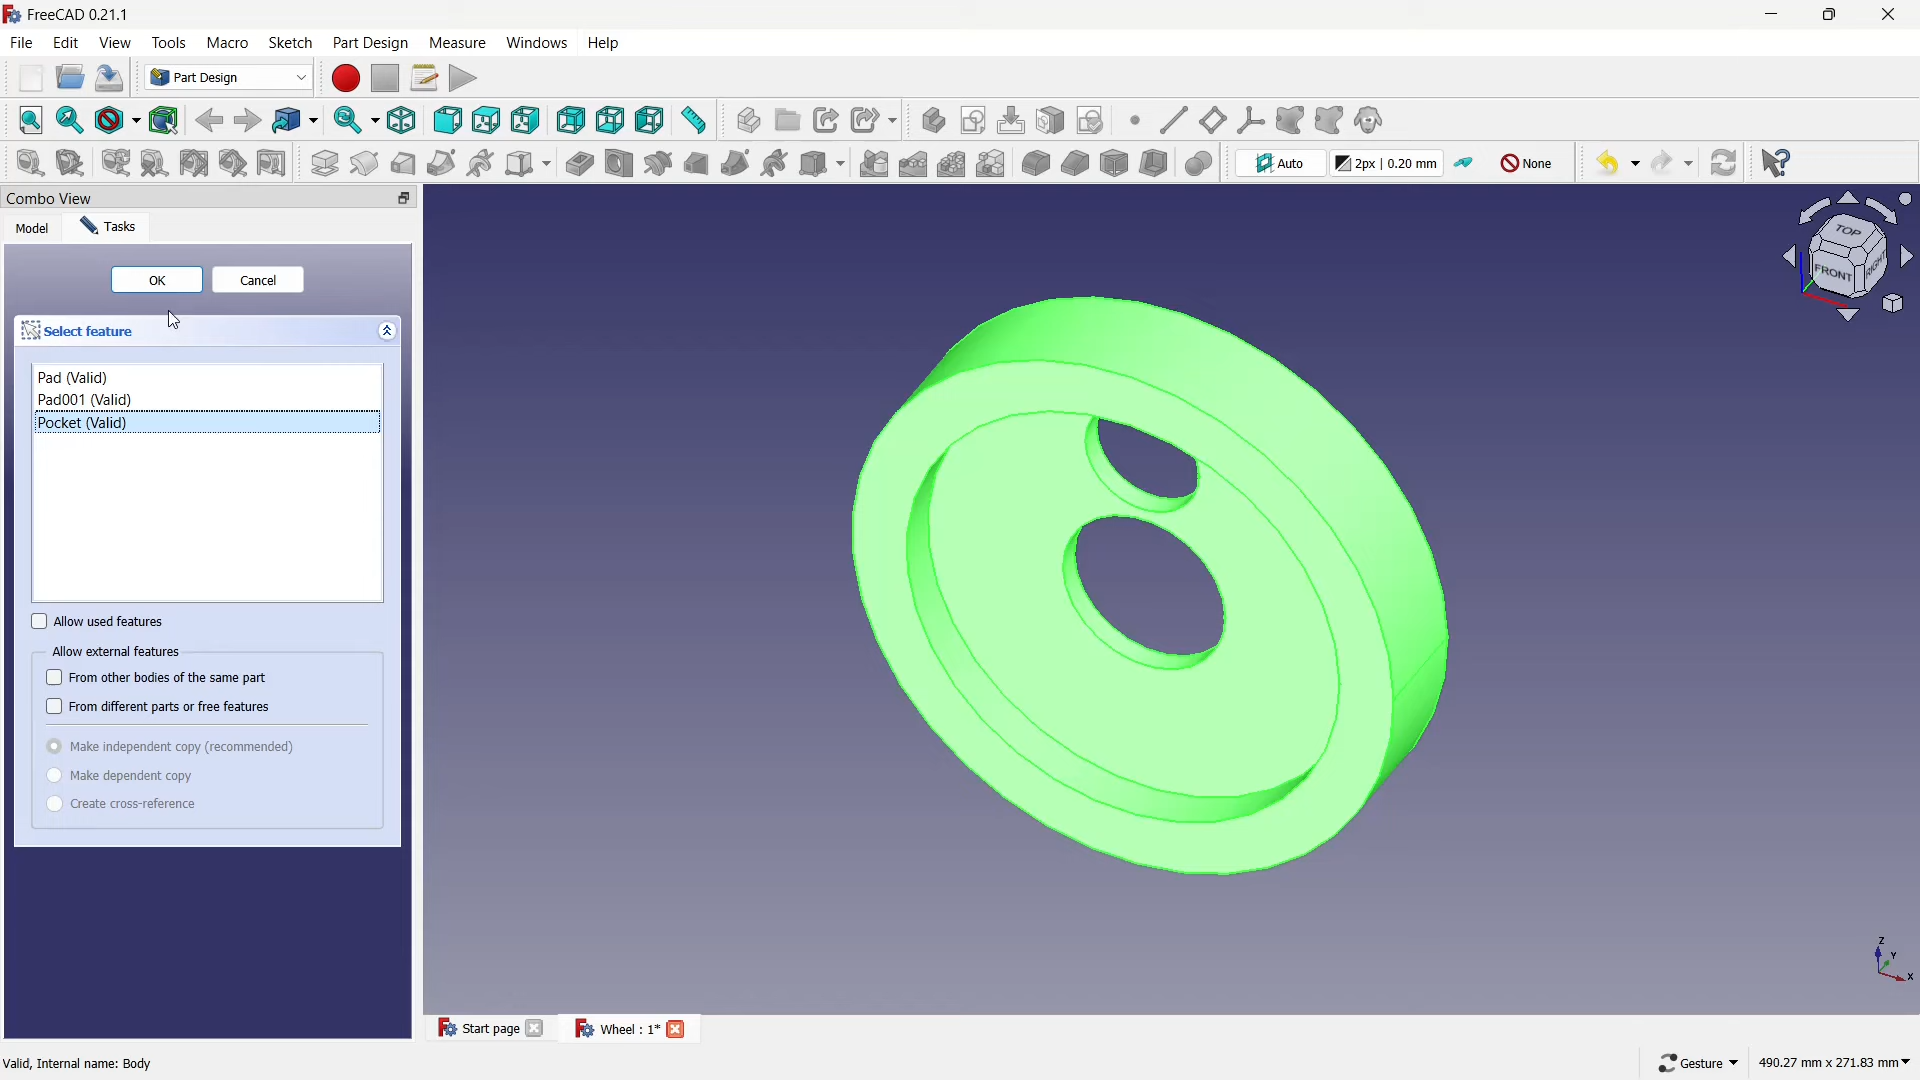 FreeCAD 0.21.1
File Edit View Tools Macro Sketch Part Design Measure Windows Help
Part Design
Auto 2px | 0.20 mm None
Combo View
Model Tasks
OK Cancel
Select feature
Pad (Valid)
Pad001 (Valid)
Pocket (Valid)
Allow used features
Allow external features
From other bodies of the same part
From different parts or free features
Make independent copy (recommended)
Make dependent copy
Create cross-reference
TOP
FRONT RIGHT
Z
Y
X
Start page Wheel : 1*
Valid, Internal name: Body Gesture 490.27 mm x 271.83 mm